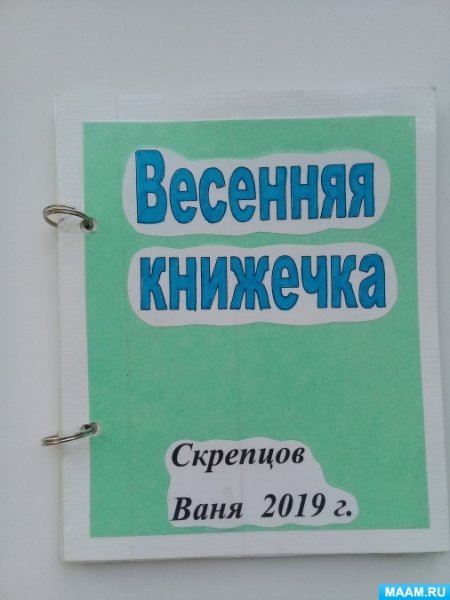 Весенняя
книжечка
Скрепцов
Ваня 2019 г.
MAAM.RU